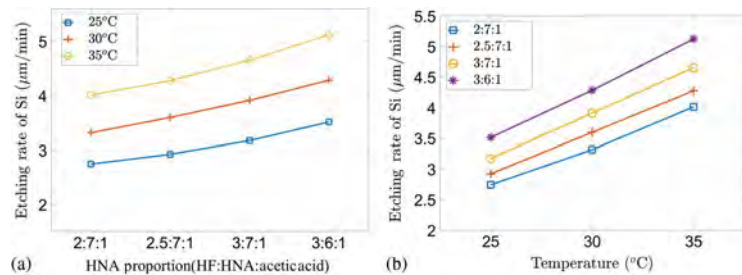 25°C
30°C
35°C
5
4
3
2
Etching rate of Si (μm/min)
2:7:1 2.5:7:1 3:7:1 3:6:1
HNA proportion(HF:HNA:aceticacid)
(a)
2:7:1
2.5:7:1
3:7:1
3:6:1
5.5
5
4.5
4
3.5
3
2.5
2
Etching rate of Si (μm/min)
25 30 35
Temperature (°C)
(b)